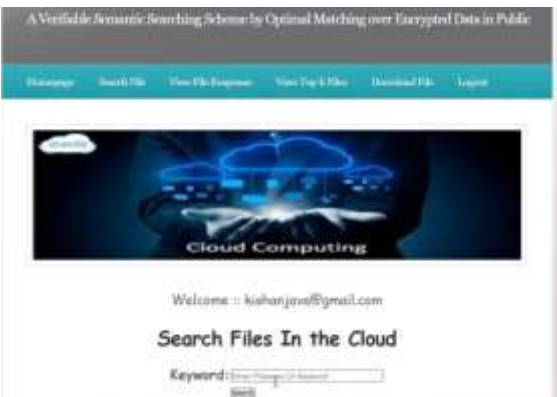 A Verifiable Semantic Searching Scheme by Optimal Matching over Encrypted Data in Public
Homepage Search File View File Response View Top k Files Download File Logout
Cloud Computing
Welcome :: kishanjava@gmail.com
Search Files In the Cloud
Keyword:
Search